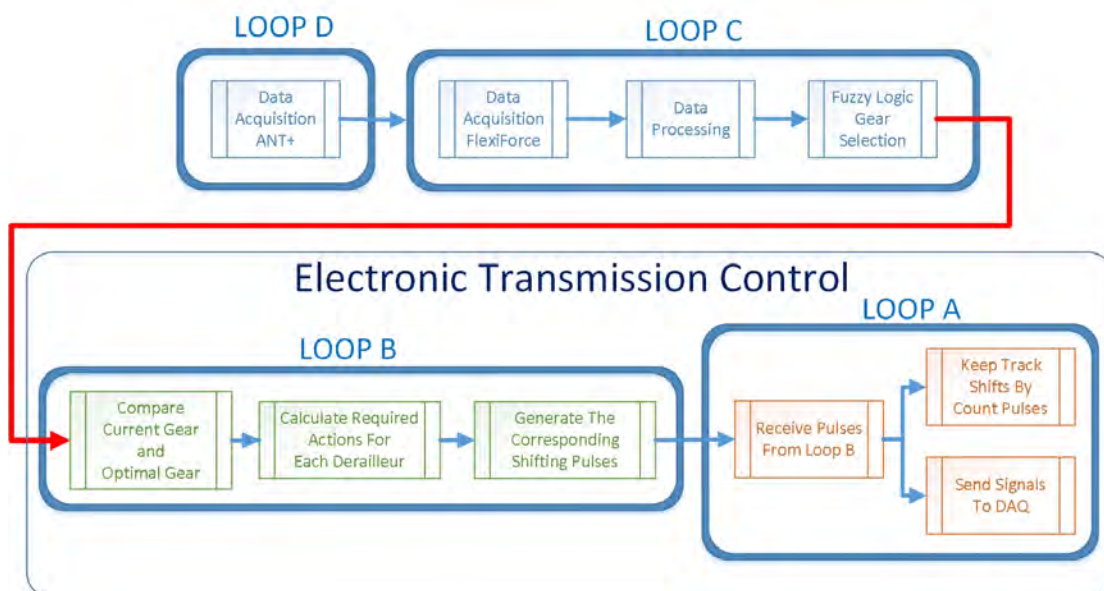 LOOP D
LOOP C
Data
Acquisition
ANT+
Data
Acquisition
FlexiForce
Data
Processing
Fuzzy Logic
Gear
Selection
Electronic Transmission Control
LOOP B
LOOP A
Compare
Current Gear
and
Optimal Gear
Calculate Required
Actions For
Each Derailleur
Generate The
Corresponding
Shifting Pulses
Receive Pulses
From Loop B
Keep Track
Shifts By
Count Pulses
Send Signals
To DAQ